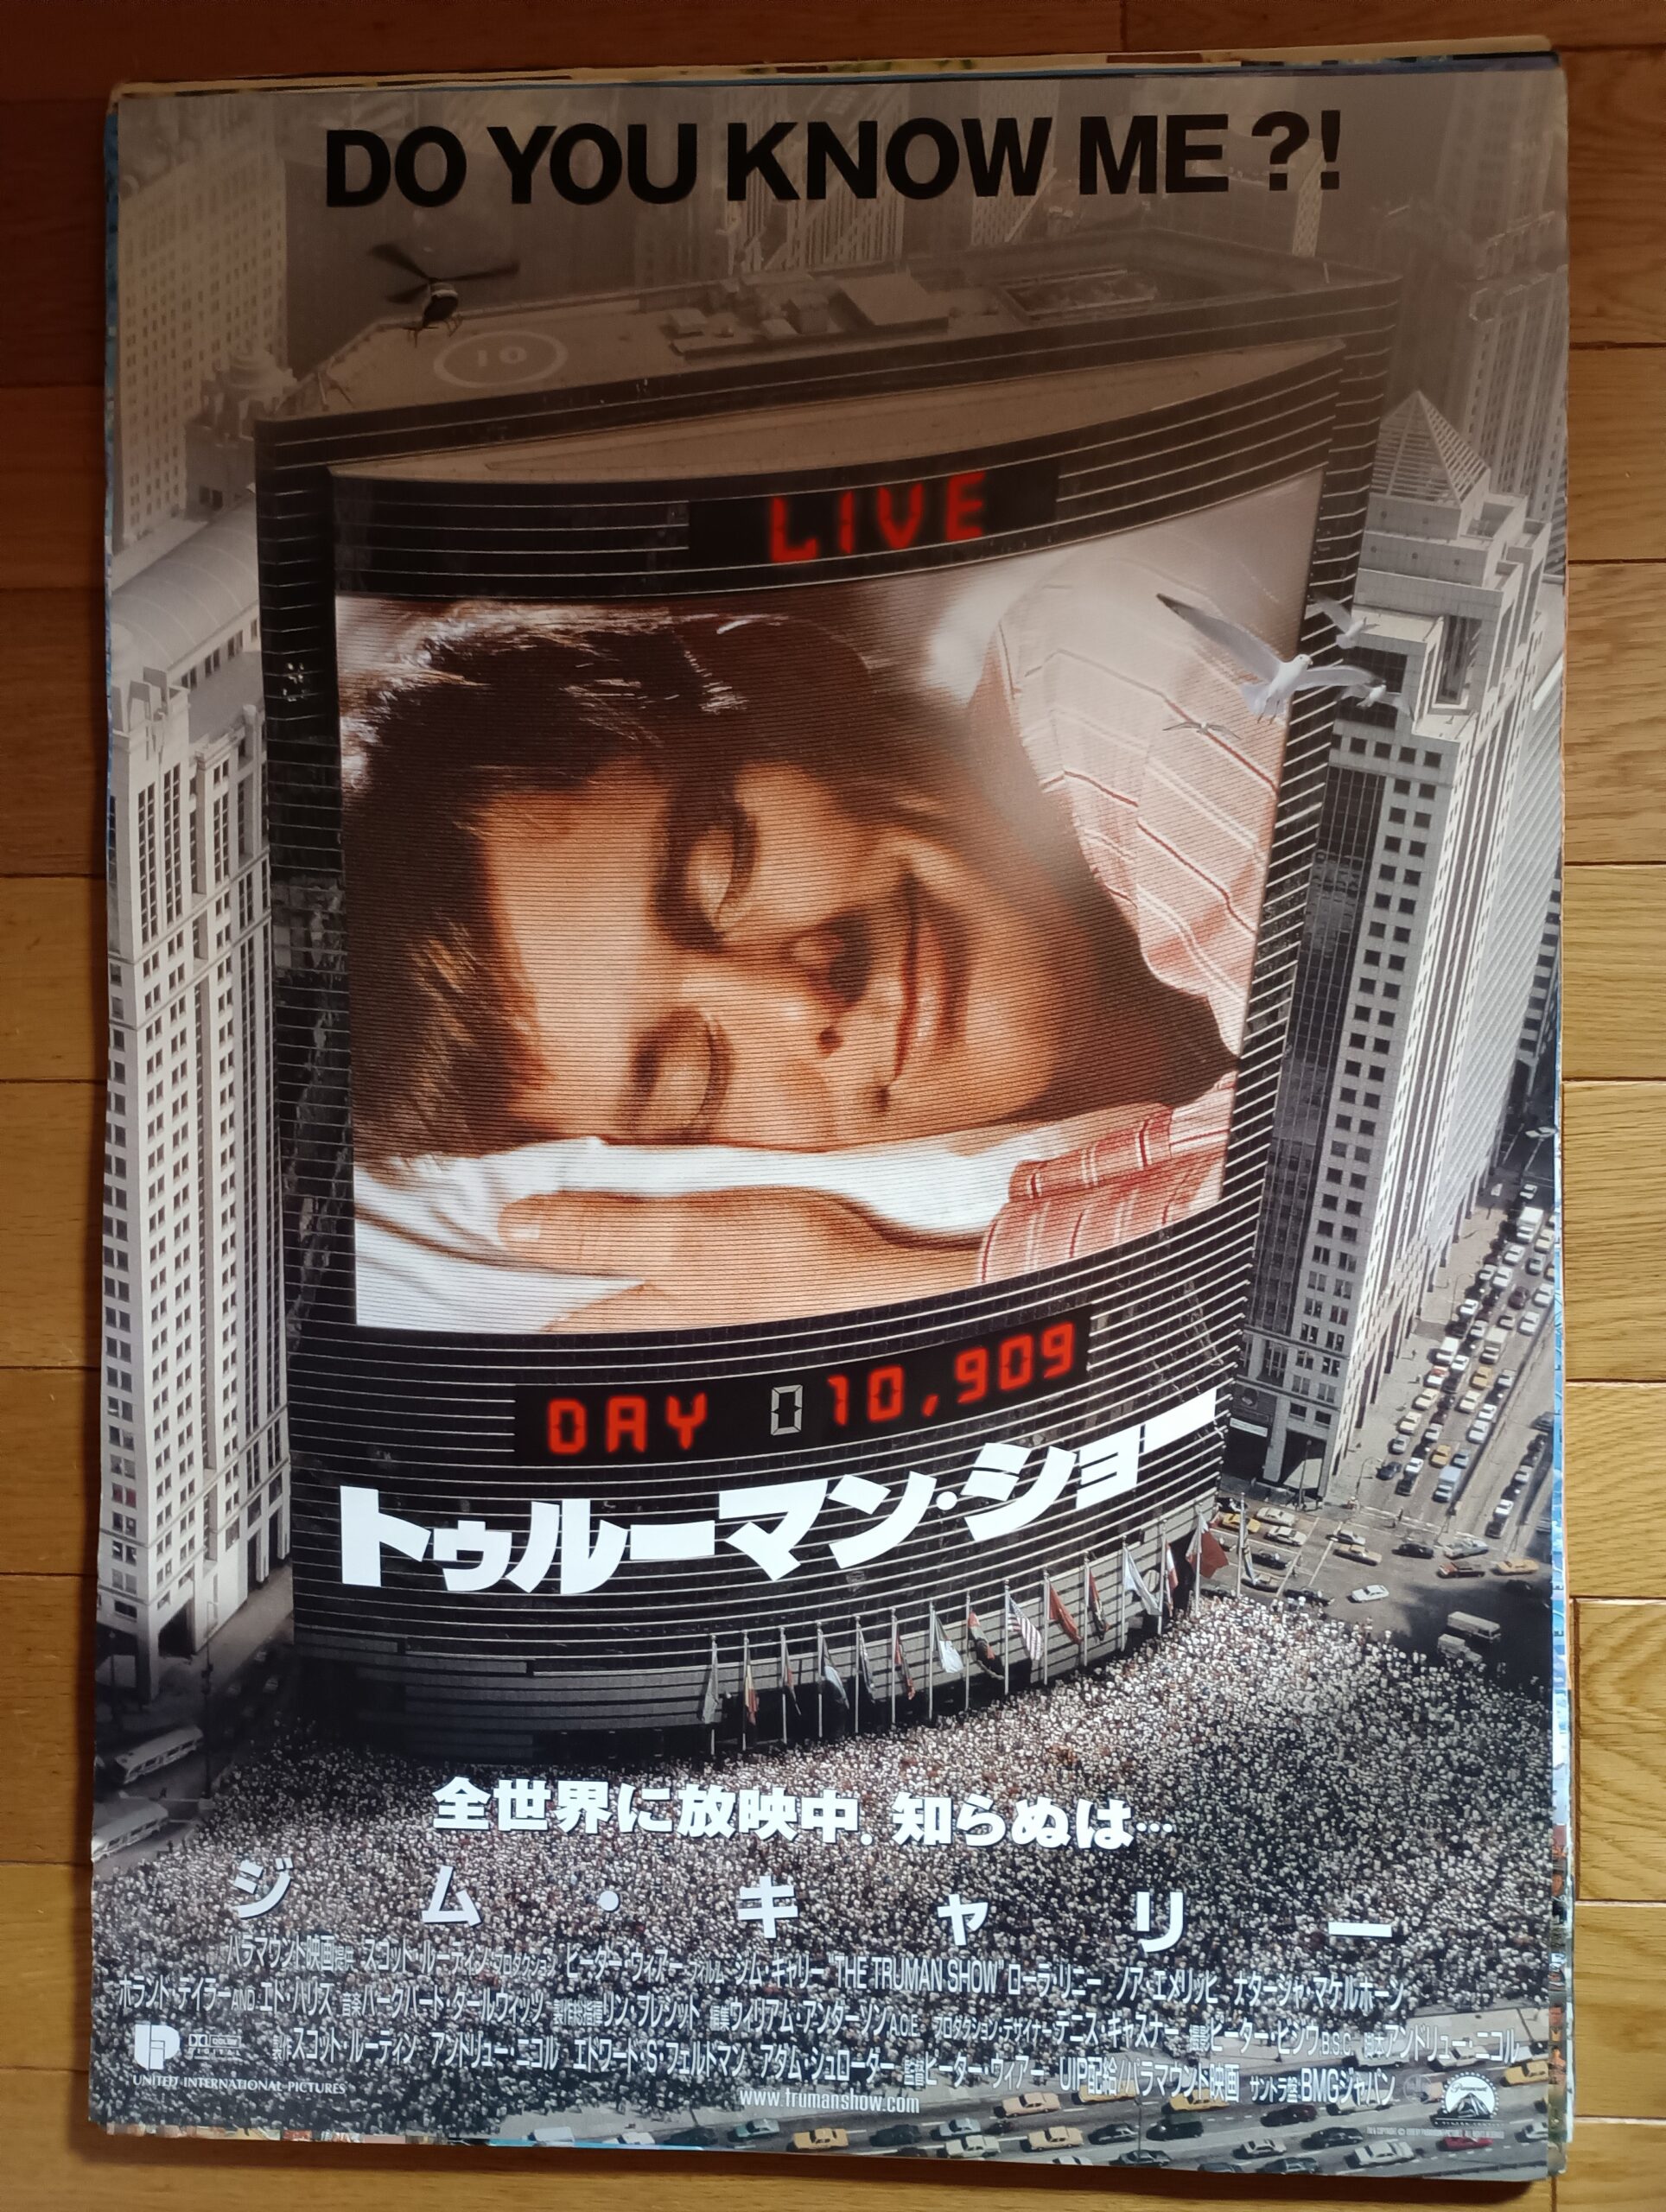 DO YOU KNOW ME?!
10
LIVE
DAY 010,909
トゥルーマン・ショー
全世界に放映中. 知らぬは…
ジム・キャリー
パラマウント映画提供 スコット・ルーディン プロダクション ピーター・ウィアー フィルム ジム・キャリー "THE TRUMAN SHOW" ローラ・リニー ノア・エメリッヒ ナターシャ・マケルホーン
ホランド・テイラー AND エド・ハリス 音楽 バークハート・ダールウィッツ 製作総指揮 リン・プレシェット 編集 ウィリアム・アンダーソン A.C.E. プロダクション・デザイナー デニス・ギャスナー 撮影 ピーター・ビジウ B.S.C. 脚本 アンドリュー・ニコル
DOLBY DIGITAL 製作 スコット・ルーディン アンドリュー・ニコル エドワード・S・フェルドマン アダム・シュローダー 監督 ピーター・ウィアー UIP配給/パラマウント映画 サントラ盤 BMGジャパン
UNITED INTERNATIONAL PICTURES
www.trumanshow.com
Paramount